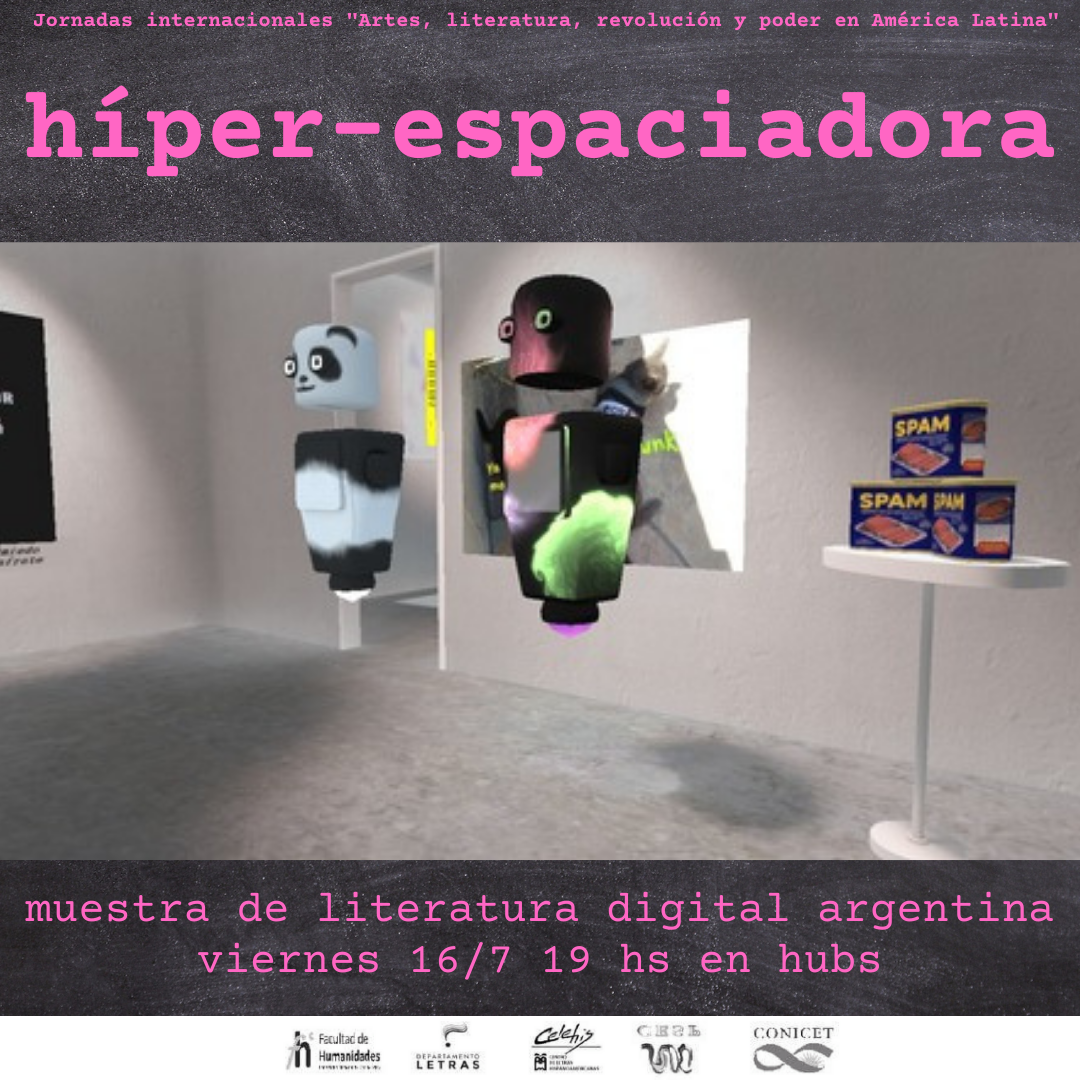 Jornadas internacionales "Artes, literatura, revolución y poder en América Latina"
híper-espaciadora
SPAM
SPAM SPAM
muestra de literatura digital argentina
viernes 16/7 19 hs en hubs
Facultad de
Humanidades
DEPARTAMENTO
LETRAS
Celehis
CONICET